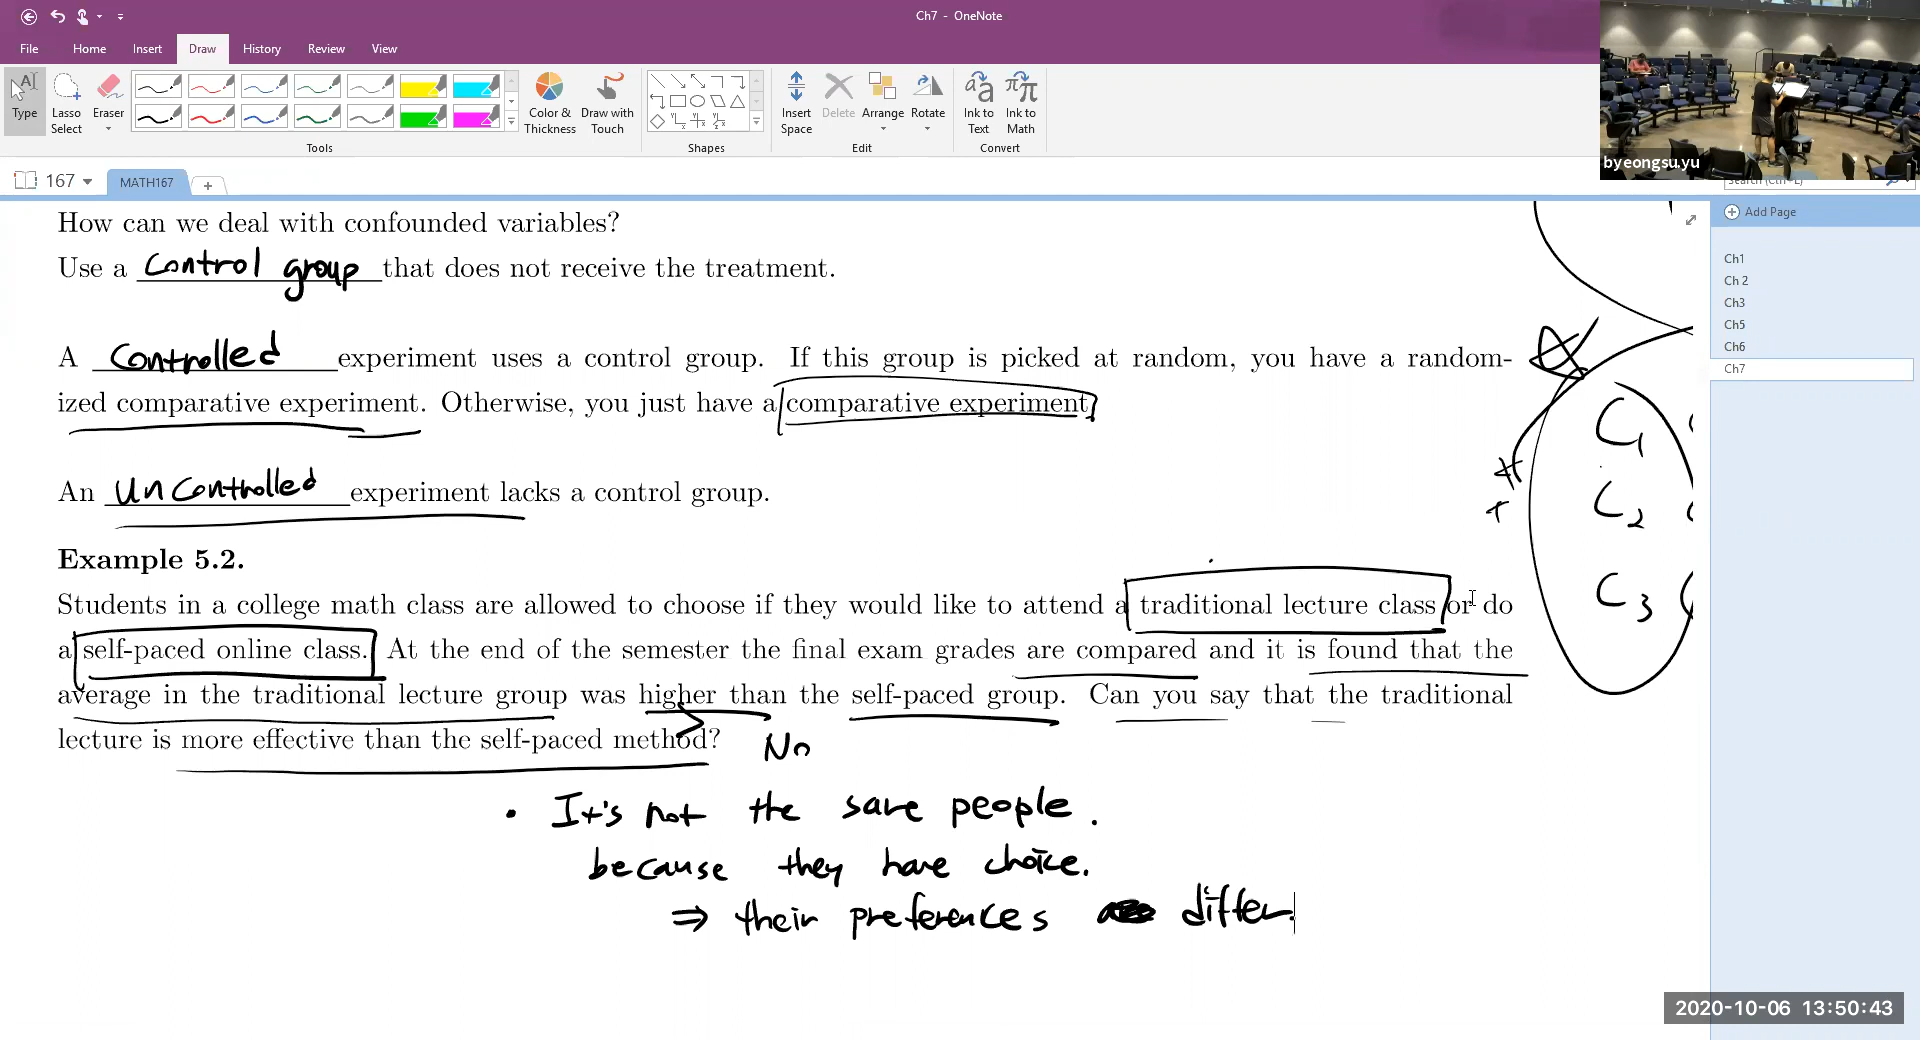 Ch7 - OneNote
File Home Insert Draw History Review View
Type Lasso Select Eraser Color & Thickness Draw with Touch Insert Space Delete Arrange Rotate Ink to Text Ink to Math
Tools Shapes Edit Convert
byeongsu.yu
167 MATH167
Search (Ctrl+E)
Add Page
Ch1
Ch 2
Ch3
Ch5
Ch6
Ch7
How can we deal with confounded variables?
Use a control group that does not receive the treatment.
A Controlled experiment uses a control group. If this group is picked at random, you have a random-
ized comparative experiment. Otherwise, you just have a comparative experiment.
An Uncontrolled experiment lacks a control group.
Example 5.2.
Students in a college math class are allowed to choose if they would like to attend a traditional lecture class or do
a self-paced online class. At the end of the semester the final exam grades are compared and it is found that the
average in the traditional lecture group was higher than the self-paced group. Can you say that the traditional
lecture is more effective than the self-paced method?
>
No
• It's not the same people.
because they have choice.
⇒ their preferences differ.
C1
C2
C3
2020-10-06 13:50:43